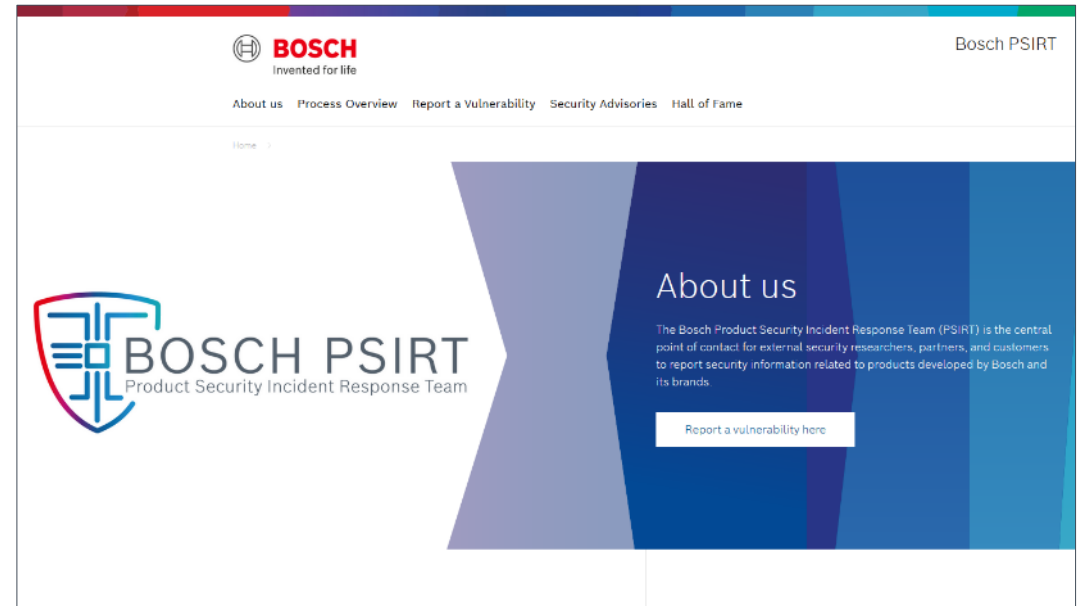 BOSCH
Invented for life
Bosch PSIRT
About us Process Overview Report a Vulnerability Security Advisories Hall of Fame
Home >
BOSCH PSIRT
Product Security Incident Response Team
About us
The Bosch Product Security Incident Response Team (PSIRT) is the central
point of contact for external security researchers, partners, and customers
to report security information related to products developed by Bosch and
its brands.
Report a vulnerability here